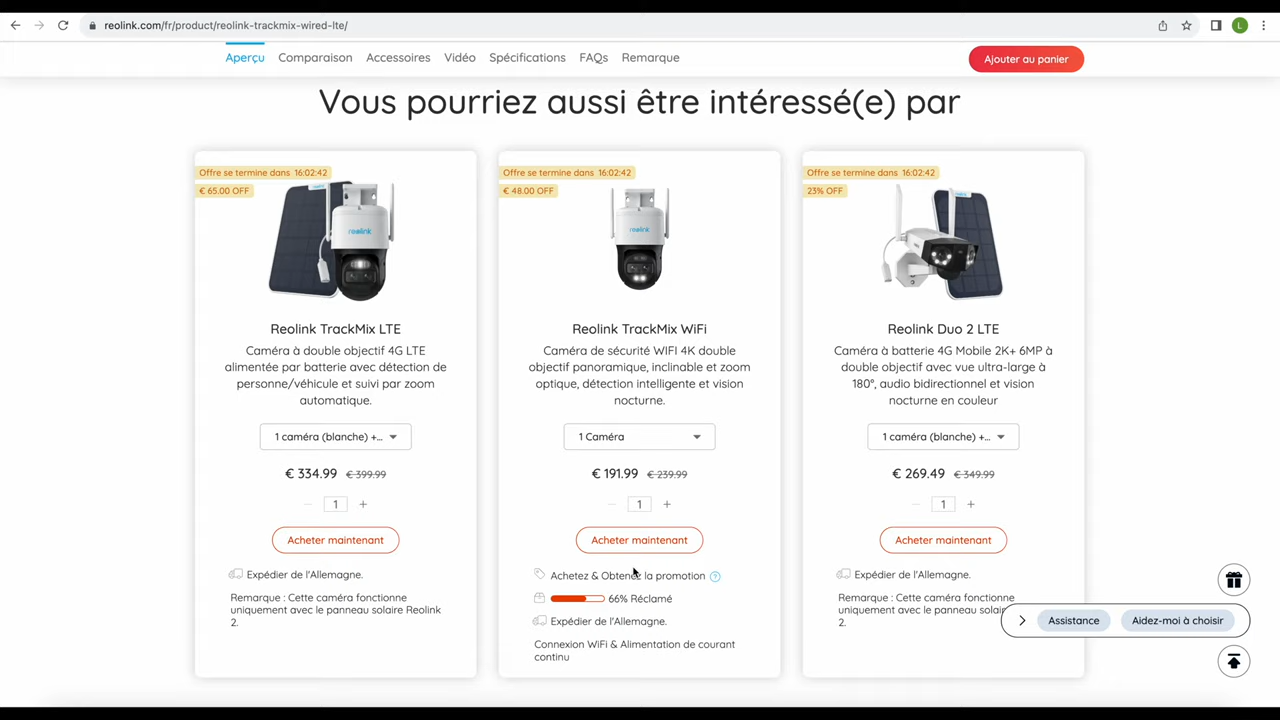 reolink.com/fr/product/reolink-trackmix-wired-lte/
L
Aperçu Comparaison Accessoires Vidéo Spécifications FAQs Remarque
Ajouter au panier
Vous pourriez aussi être intéressé(e) par
Offre se termine dans 16:02:42
€ 65.00 OFF
reolink
Reolink TrackMix LTE
Caméra à double objectif 4G LTE
alimentée par batterie avec détection de
personne/véhicule et suivi par zoom
automatique.
1 caméra (blanche) +...
€ 334.99 € 399.99
1
Acheter maintenant
Expédier de l'Allemagne.
Remarque : Cette caméra fonctionne
uniquement avec le panneau solaire Reolink
2.
Offre se termine dans 16:02:42
€ 48.00 OFF
reolink
Reolink TrackMix WiFi
Caméra de sécurité WIFI 4K double
objectif panoramique, inclinable et zoom
optique, détection intelligente et vision
nocturne.
1 Caméra
€ 191.99 € 239.99
1
Acheter maintenant
Achetez & Obtenez la promotion ?
66% Réclamé
Expédier de l'Allemagne.
Connexion WiFi & Alimentation de courant
continu
Offre se termine dans 16:02:42
23% OFF
Reolink Duo 2 LTE
Caméra à batterie 4G Mobile 2K+ 6MP à
double objectif avec vue ultra-large à
180°, audio bidirectionnel et vision
nocturne en couleur
1 caméra (blanche) +...
€ 269.49 € 349.99
1
Acheter maintenant
Expédier de l'Allemagne.
Remarque : Cette caméra fonctionne
uniquement avec le panneau solaire
2.
Assistance
Aidez-moi à choisir